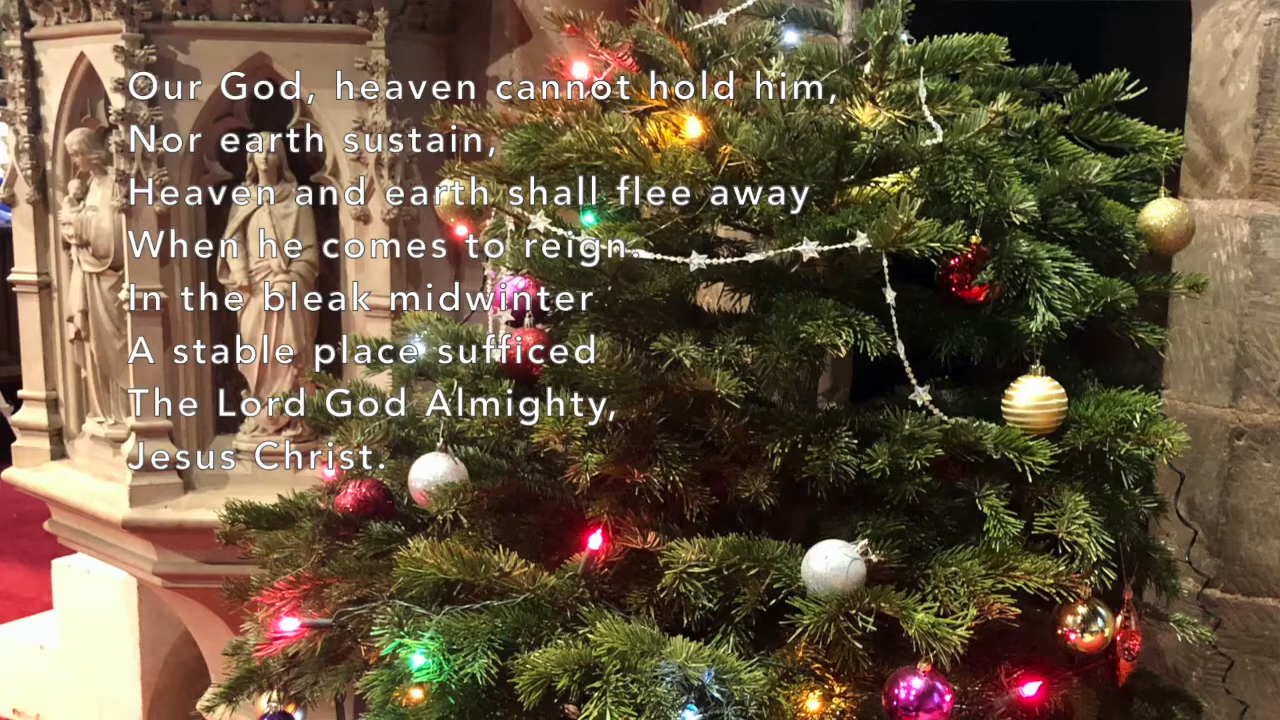 Our God, heaven cannot hold him,
Nor earth sustain,
Heaven and earth shall flee away
When he comes to reign.
In the bleak midwinter
A stable place sufficed
The Lord God Almighty,
Jesus Christ.